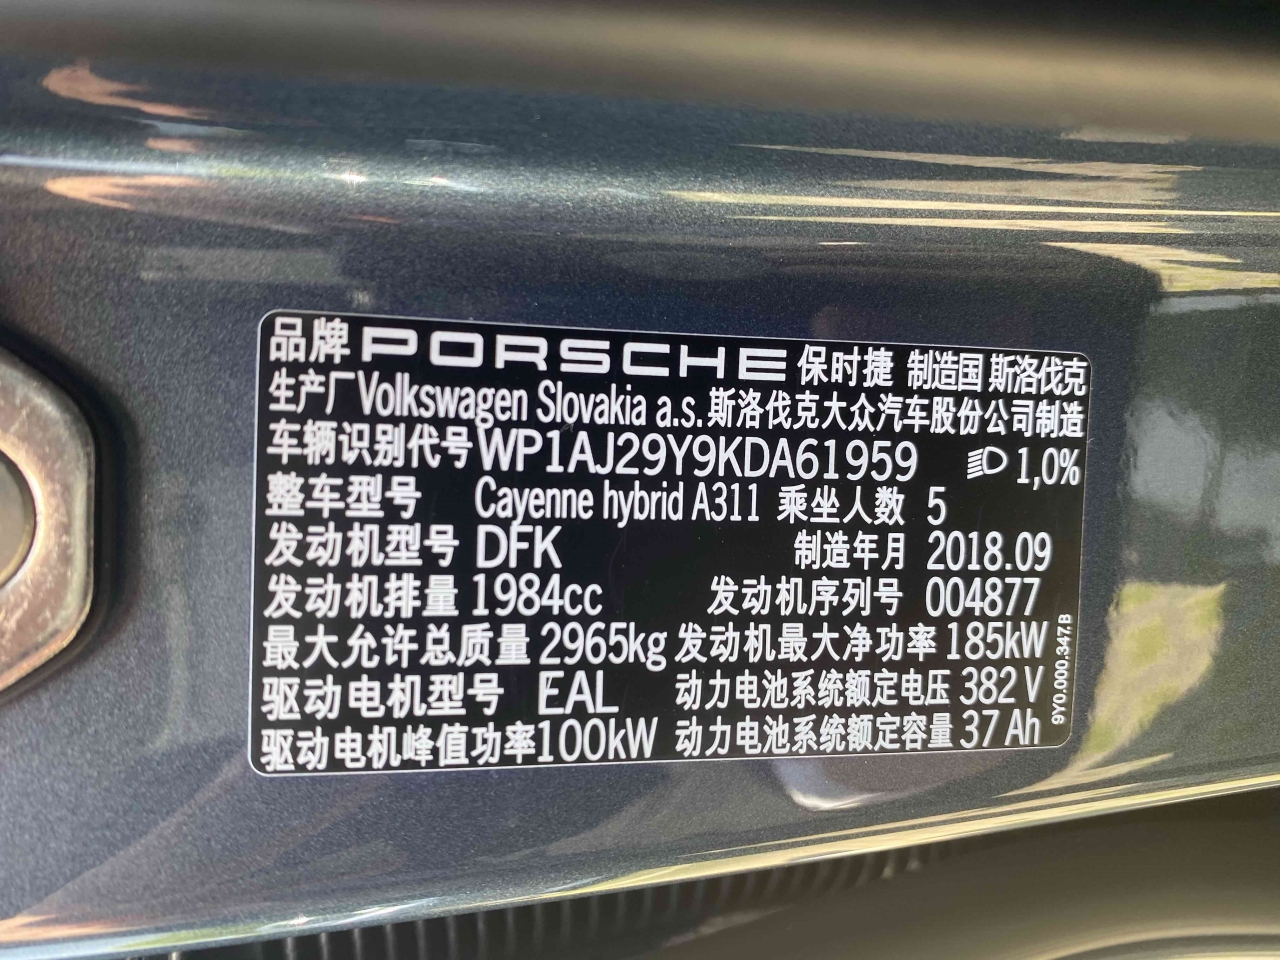 品牌 PORSCHE 保时捷 制造国 斯洛伐克
生产厂 Volkswagen Slovakia a.s. 斯洛伐克大众汽车股份公司制造
车辆识别代号 WP1AJ29Y9KDA61959 1,0%
整车型号 Cayenne hybrid A311 乘坐人数 5
发动机型号 DFK 制造年月 2018.09
发动机排量 1984cc 发动机序列号 004877
最大允许总质量 2965kg 发动机最大净功率 185kW
驱动电机型号 EAL 动力电池系统额定电压 382 V
驱动电机峰值功率 100kW 动力电池系统额定容量 37 Ah
9Y0.000.347.B